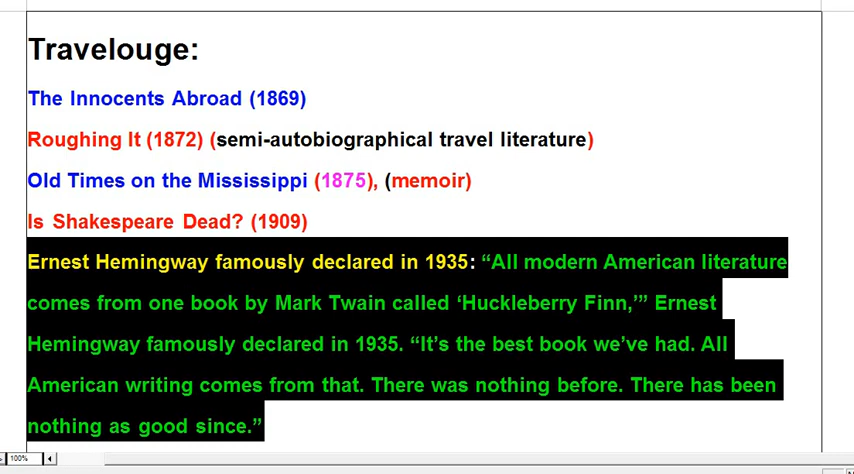 Travelouge:
The Innocents Abroad (1869)
Roughing It (1872) (semi-autobiographical travel literature)
Old Times on the Mississippi (1875), (memoir)
Is Shakespeare Dead? (1909)
Ernest Hemingway famously declared in 1935: “All modern American literature
comes from one book by Mark Twain called ‘Huckleberry Finn,’” Ernest
Hemingway famously declared in 1935. “It’s the best book we’ve had. All
American writing comes from that. There was nothing before. There has been
nothing as good since.”
100%